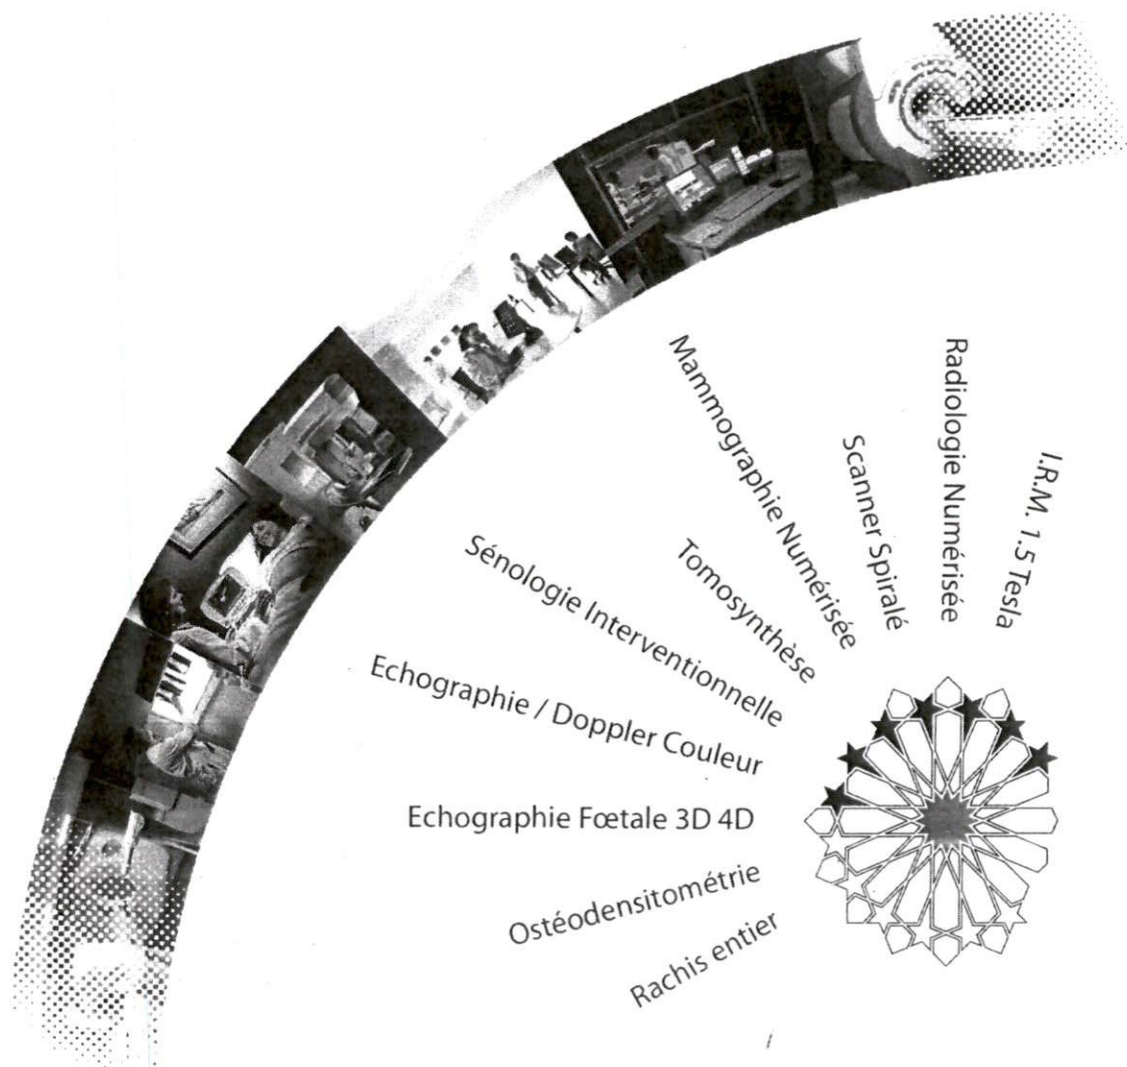 I.R.M. 1.5 Tesla
Radiologie Numérisée
Scanner Spiralé
Mammographie Numérisée
Tomosynthèse
Sénologie Interventionnelle
Echographie / Doppler Couleur
Echographie Fœtale 3D 4D
Ostéodensitométrie
Rachis entier